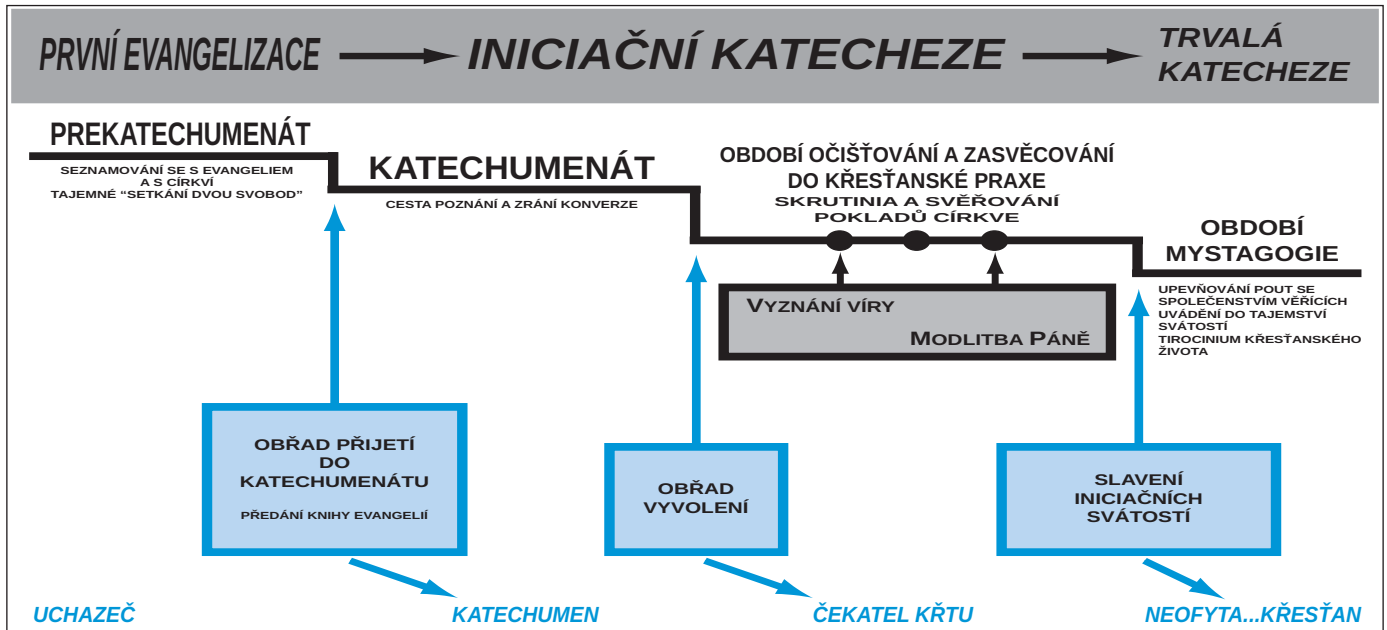 PRVNÍ EVANGELIZACE
INICIAČNÍ KATECHEZE
TRVALÁ
KATECHEZE
PREKATECHUMENÁT
SEZNAMOVÁNÍ SE S EVANGELIEM
A S CÍRKVÍ
TAJEMNÉ “SETKÁNÍ DVOU SVOBOD”
KATECHUMENÁT
CESTA POZNÁNÍ A ZRÁNÍ KONVERZE
OBDOBÍ OČIŠŤOVÁNÍ A ZASVĚCOVÁNÍ
DO KŘESŤANSKÉ PRAXE
SKRUTINIA A SVĚŘOVÁNÍ
POKLADŮ CÍRKVE
OBDOBÍ
MYSTAGOGIE
UPEVŇOVÁNÍ POUT SE
SPOLEČENSTVÍM VĚŘÍCÍCH
UVÁDĚNÍ DO TAJEMSTVÍ
SVÁTOSTÍ
TIROCINIUM KŘESŤANSKÉHO
ŽIVOTA
VYZNÁNÍ VÍRY
MODLITBA PÁNĚ
OBŘAD PŘIJETÍ
DO
KATECHUMENÁTU
PŘEDÁNÍ KNIHY EVANGELIÍ
OBŘAD
VYVOLENÍ
SLAVENÍ
INICIAČNÍCH
SVÁTOSTÍ
UCHAZEČ
KATECHUMEN
ČEKATEL KŘTU
NEOFYTA...KŘESŤAN